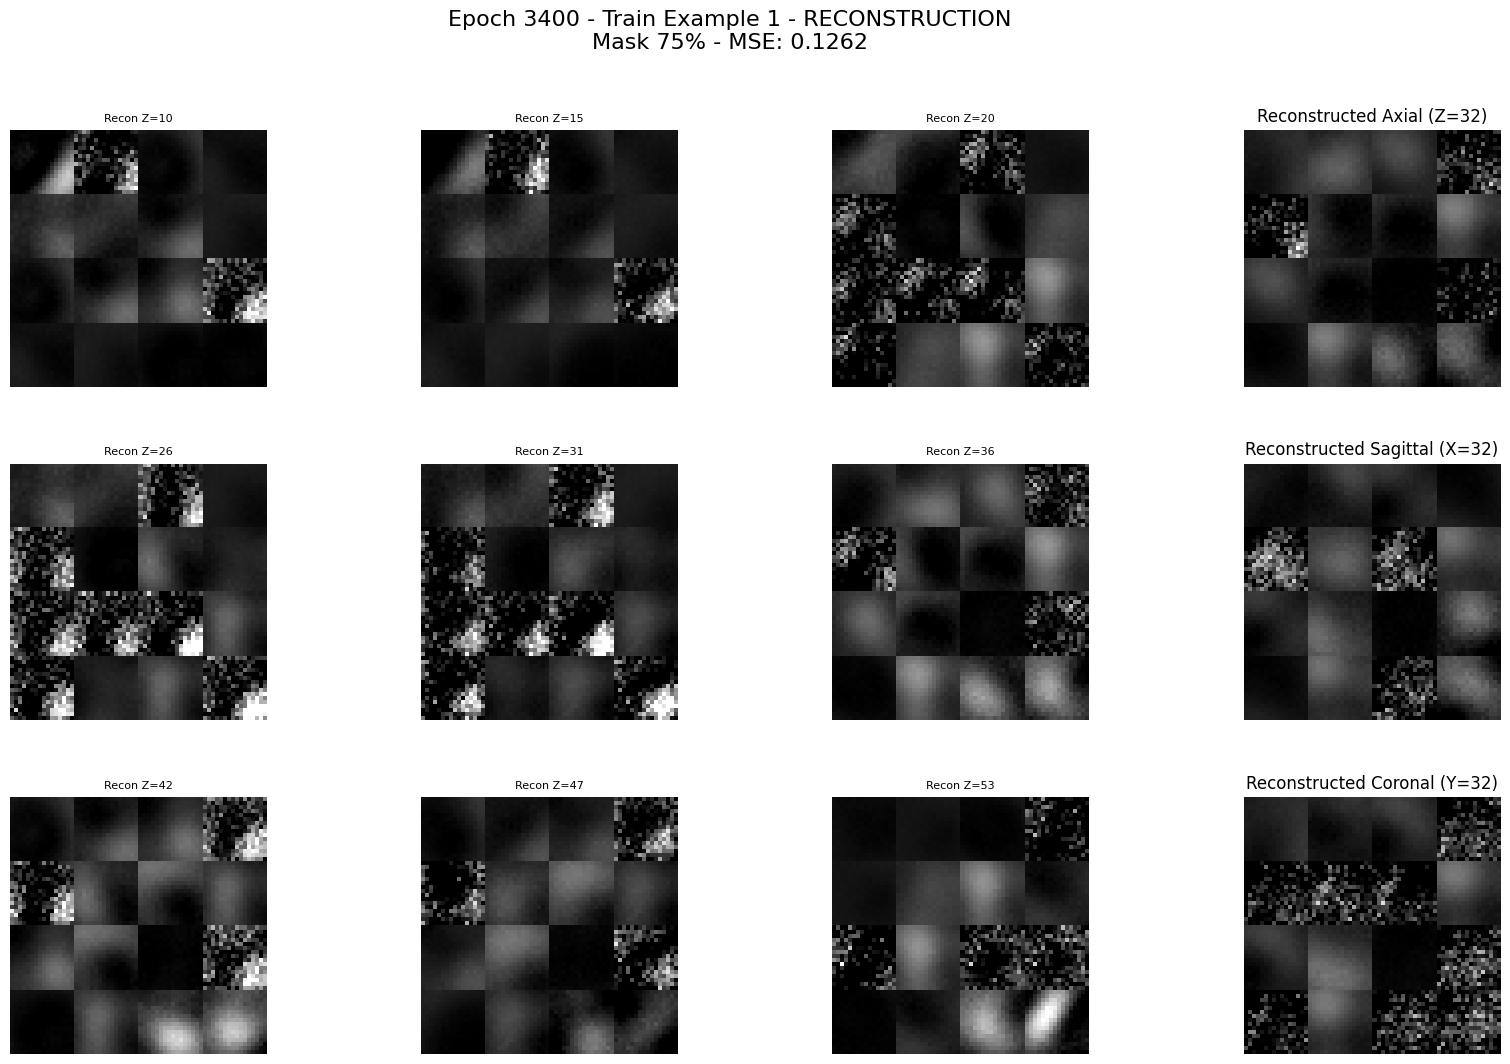 Epoch 3400 - Train Example 1 - RECONSTRUCTION
Mask 75% - MSE: 0.1262
Recon Z=10
Recon Z=15
Recon Z=20
Reconstructed Axial (Z=32)
Recon Z=26
Recon Z=31
Recon Z=36
Reconstructed Sagittal (X=32)
Recon Z=42
Recon Z=47
Recon Z=53
Reconstructed Coronal (Y=32)